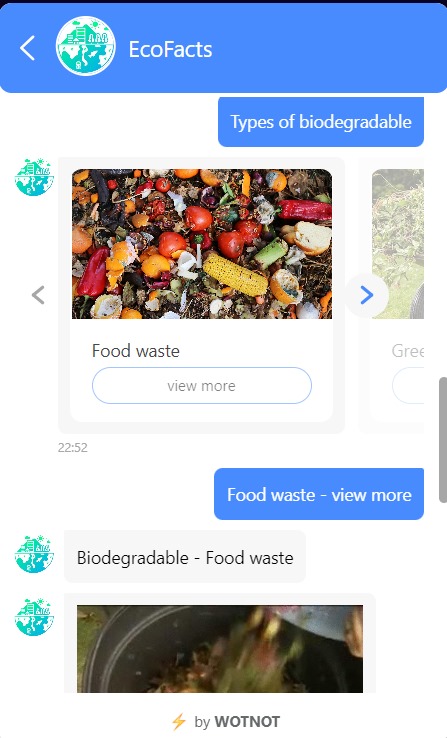 EcoFacts
Types of biodegradable
Food waste
Gree
view more
22:52
Food waste - view more
Biodegradable - Food waste
⚡ by WOTNOT